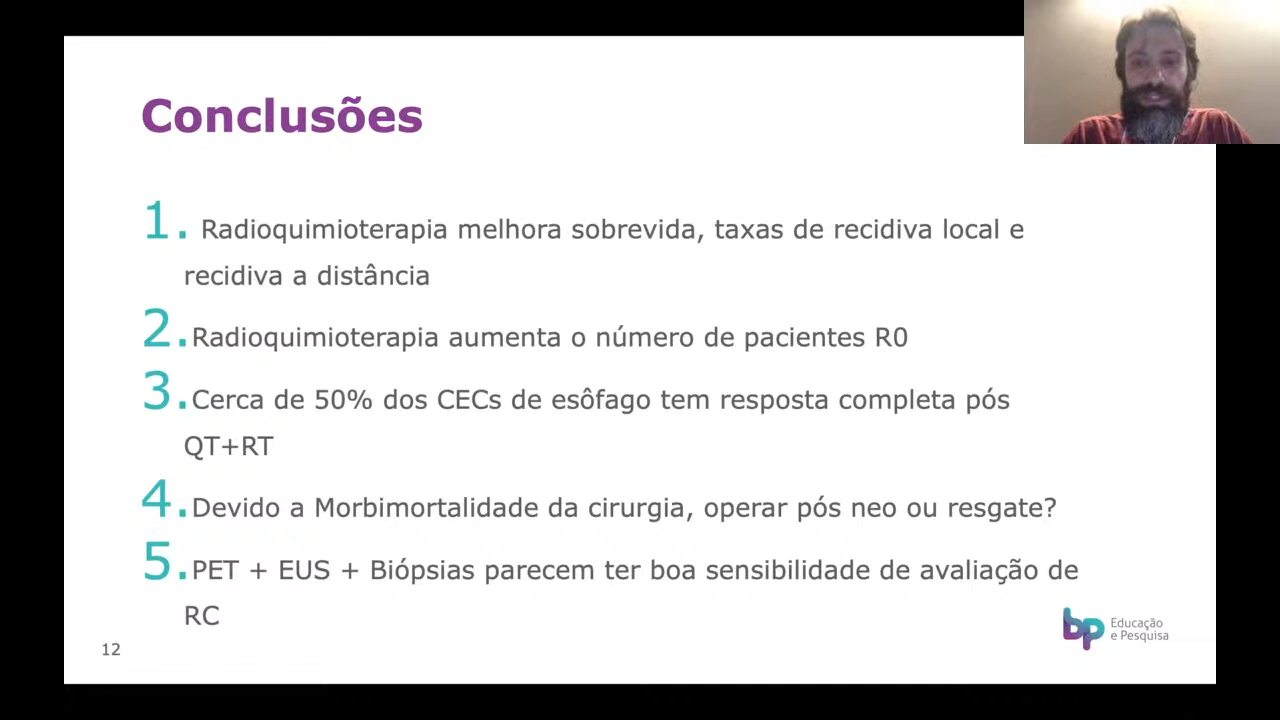 Conclusões
1. Radioquimioterapia melhora sobrevida, taxas de recidiva local e
recidiva a distância
2.Radioquimioterapia aumenta o número de pacientes R0
3.Cerca de 50% dos CECs de esôfago tem resposta completa pós
QT+RT
4.Devido a Morbimortalidade da cirurgia, operar pós neo ou resgate?
5.PET + EUS + Biópsias parecem ter boa sensibilidade de avaliação de
RC
bp Educação
e Pesquisa
12